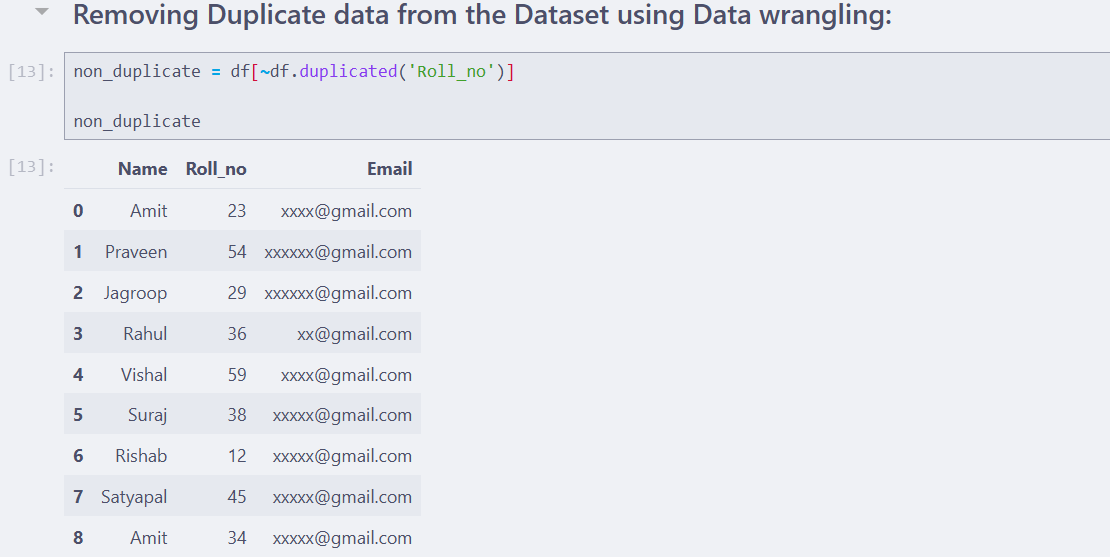 Removing Duplicate data from the Dataset using Data wrangling:
[13]: non_duplicate = df[~df.duplicated('Roll_no')]
non_duplicate
[13]: Name Roll_no Email
0 Amit 23 xxxx@gmail.com
1 Praveen 54 xxxxxx@gmail.com
2 Jagroop 29 xxxxxx@gmail.com
3 Rahul 36 xx@gmail.com
4 Vishal 59 xxxx@gmail.com
5 Suraj 38 xxxxx@gmail.com
6 Rishab 12 xxxxx@gmail.com
7 Satyapal 45 xxxxx@gmail.com
8 Amit 34 xxxxx@gmail.com